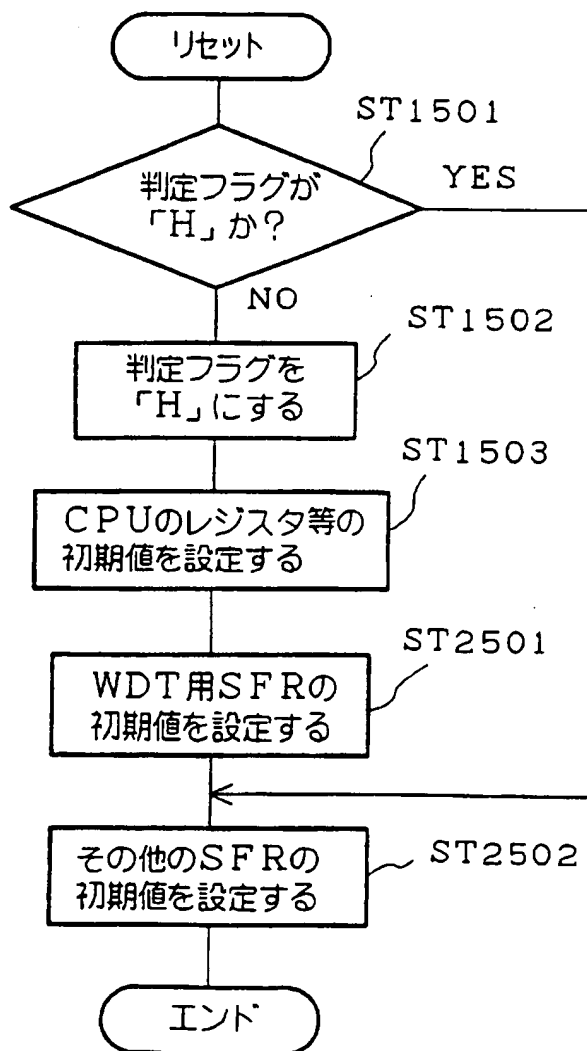 リセット
ST1501
判定フラグが
「H」か?
YES
NO
ST1502
判定フラグを
「H」にする
ST1503
CPUのレジスタ等の
初期値を設定する
ST2501
WDT用SFRの
初期値を設定する
その他のSFRの
初期値を設定する
ST2502
エンド